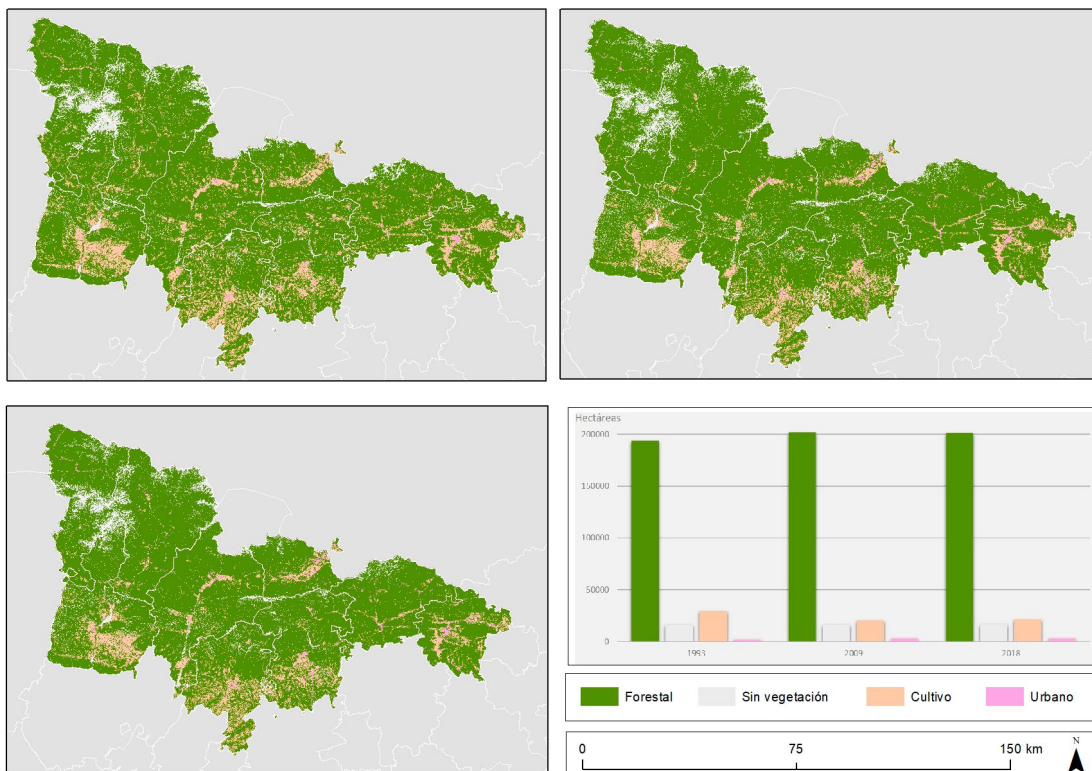 Hectáreas
200000
150000
100000
50000
0
1993 2009 2018
Forestal Sin vegetación Cultivo Urbano
0 75 150 km
N